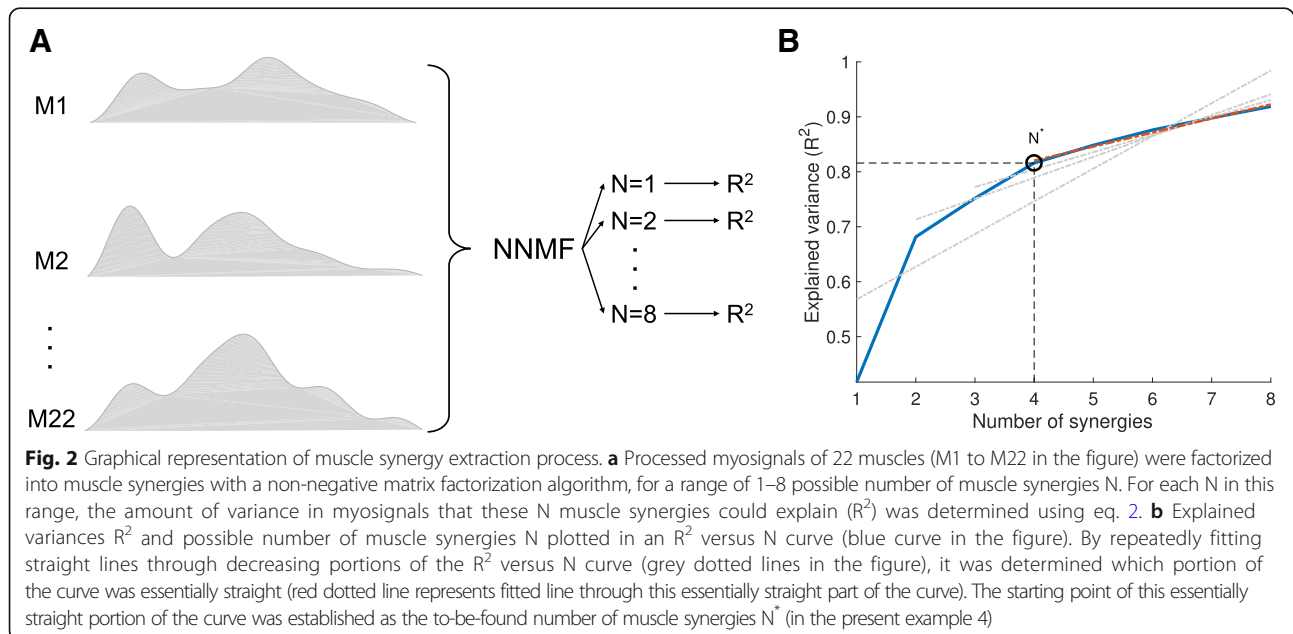 A
M1
M2
.
.
.
M22
NNMF
N=1
R²
N=2
R²
.
.
.
N=8
R²
B
1
0.9
0.8
0.7
0.6
0.5
Explained variance (R²)
N*
1 2 3 4 5 6 7 8
Number of synergies
Fig. 2 Graphical representation of muscle synergy extraction process. a Processed myosignals of 22 muscles (M1 to M22 in the figure) were factorized
into muscle synergies with a non-negative matrix factorization algorithm, for a range of 1–8 possible number of muscle synergies N. For each N in this
range, the amount of variance in myosignals that these N muscle synergies could explain (R²) was determined using eq. 2. b Explained
variances R² and possible number of muscle synergies N plotted in an R² versus N curve (blue curve in the figure). By repeatedly fitting
straight lines through decreasing portions of the R² versus N curve (grey dotted lines in the figure), it was determined which portion of
the curve was essentially straight (red dotted line represents fitted line through this essentially straight part of the curve). The starting point of this essentially
straight portion of the curve was established as the to-be-found number of muscle synergies N* (in the present example 4)